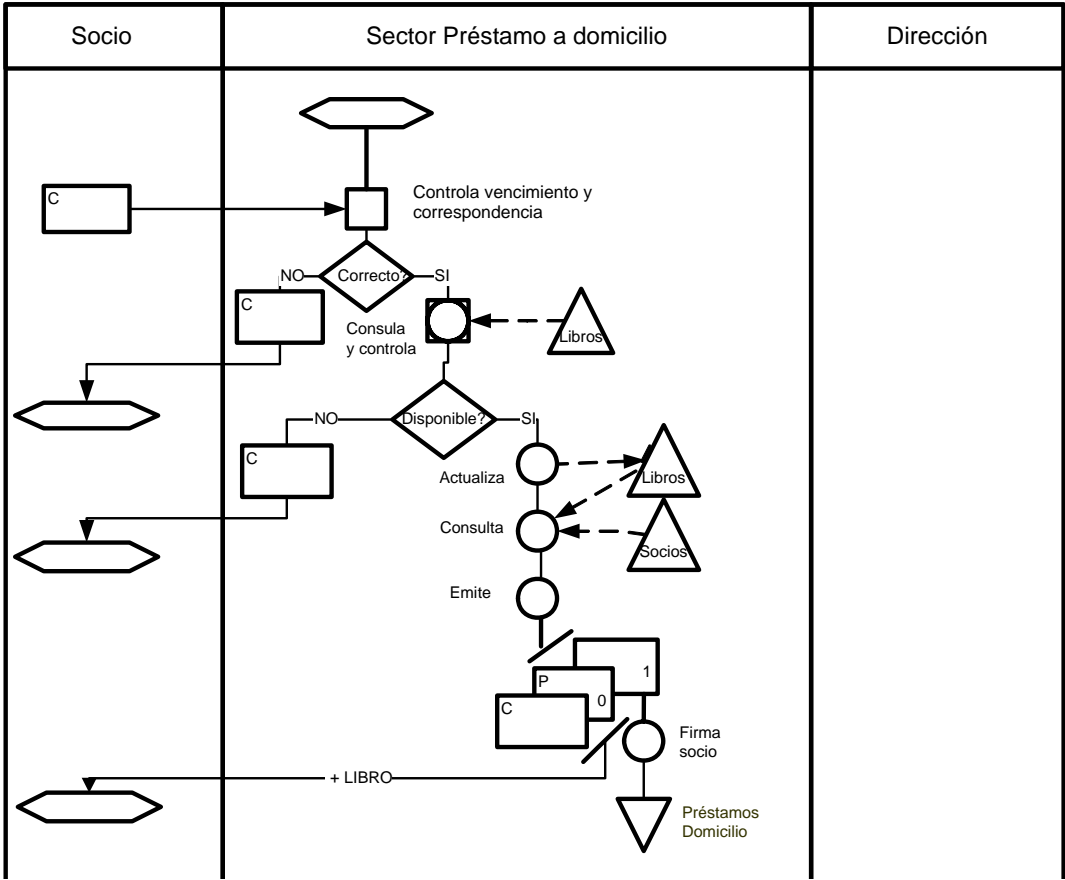 Socio
Sector Préstamo a domicilio
Dirección
C
Controla vencimiento y
correspondencia
NO
Correcto?
SI
C
Consula
y controla
Libros
NO
Disponible?
SI
C
Actualiza
Libros
Consulta
Socios
Emite
1
P
0
C
Firma
socio
+ LIBRO
Préstamos
Domicilio